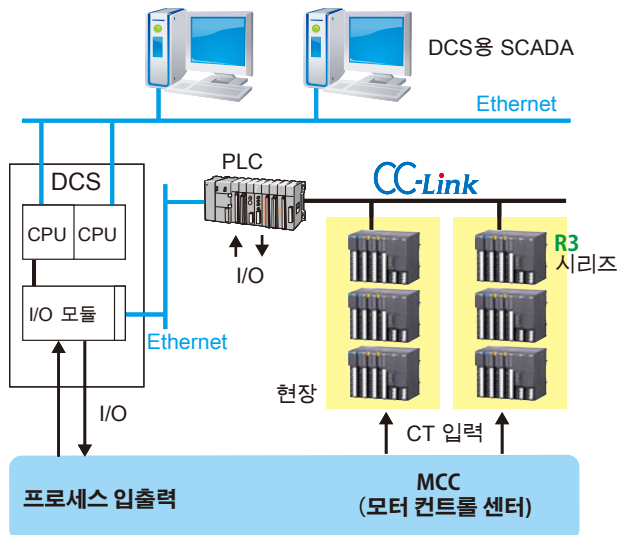 DCS용 SCADA
Ethernet
PLC
DCS
CC-Link
CPU CPU
R3
시리즈
I/O
I/O 모듈
Ethernet
현장
I/O
CT 입력
프로세스 입출력
MCC
(모터 컨트롤 센터)